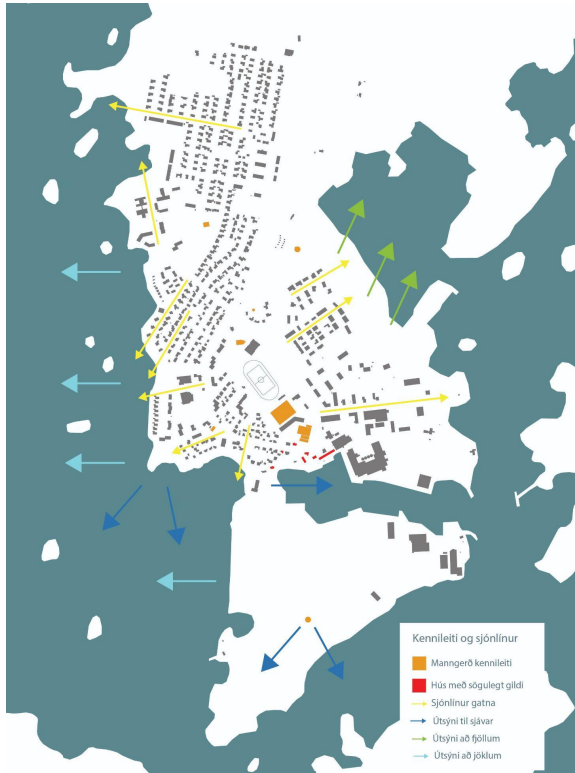 Kennileiti og sjónlínur
Manngerð kennileiti
Hús með sögulegt gildi
Sjónlínur gatna
Útsýni til sjávar
Útsýni að fjöllum
Útsýni að jöklum